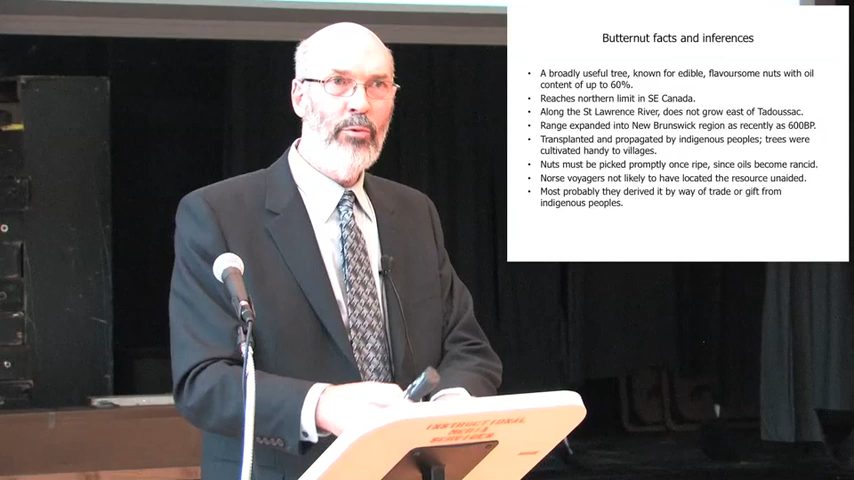 Butternut facts and inferences
• A broadly useful tree, known for edible, flavoursome nuts with oil
content of up to 60%.
• Reaches northern limit in SE Canada.
• Along the St Lawrence River, does not grow east of Tadoussac.
• Range expanded into New Brunswick region as recently as 600BP.
• Transplanted and propagated by indigenous peoples; trees were
cultivated handy to villages.
• Nuts must be picked promptly once ripe, since oils become rancid.
• Norse voyagers not likely to have located the resource unaided.
• Most probably they derived it by way of trade or gift from
indigenous peoples.
INSTRUCTIONAL
MEDIA
SERVICES